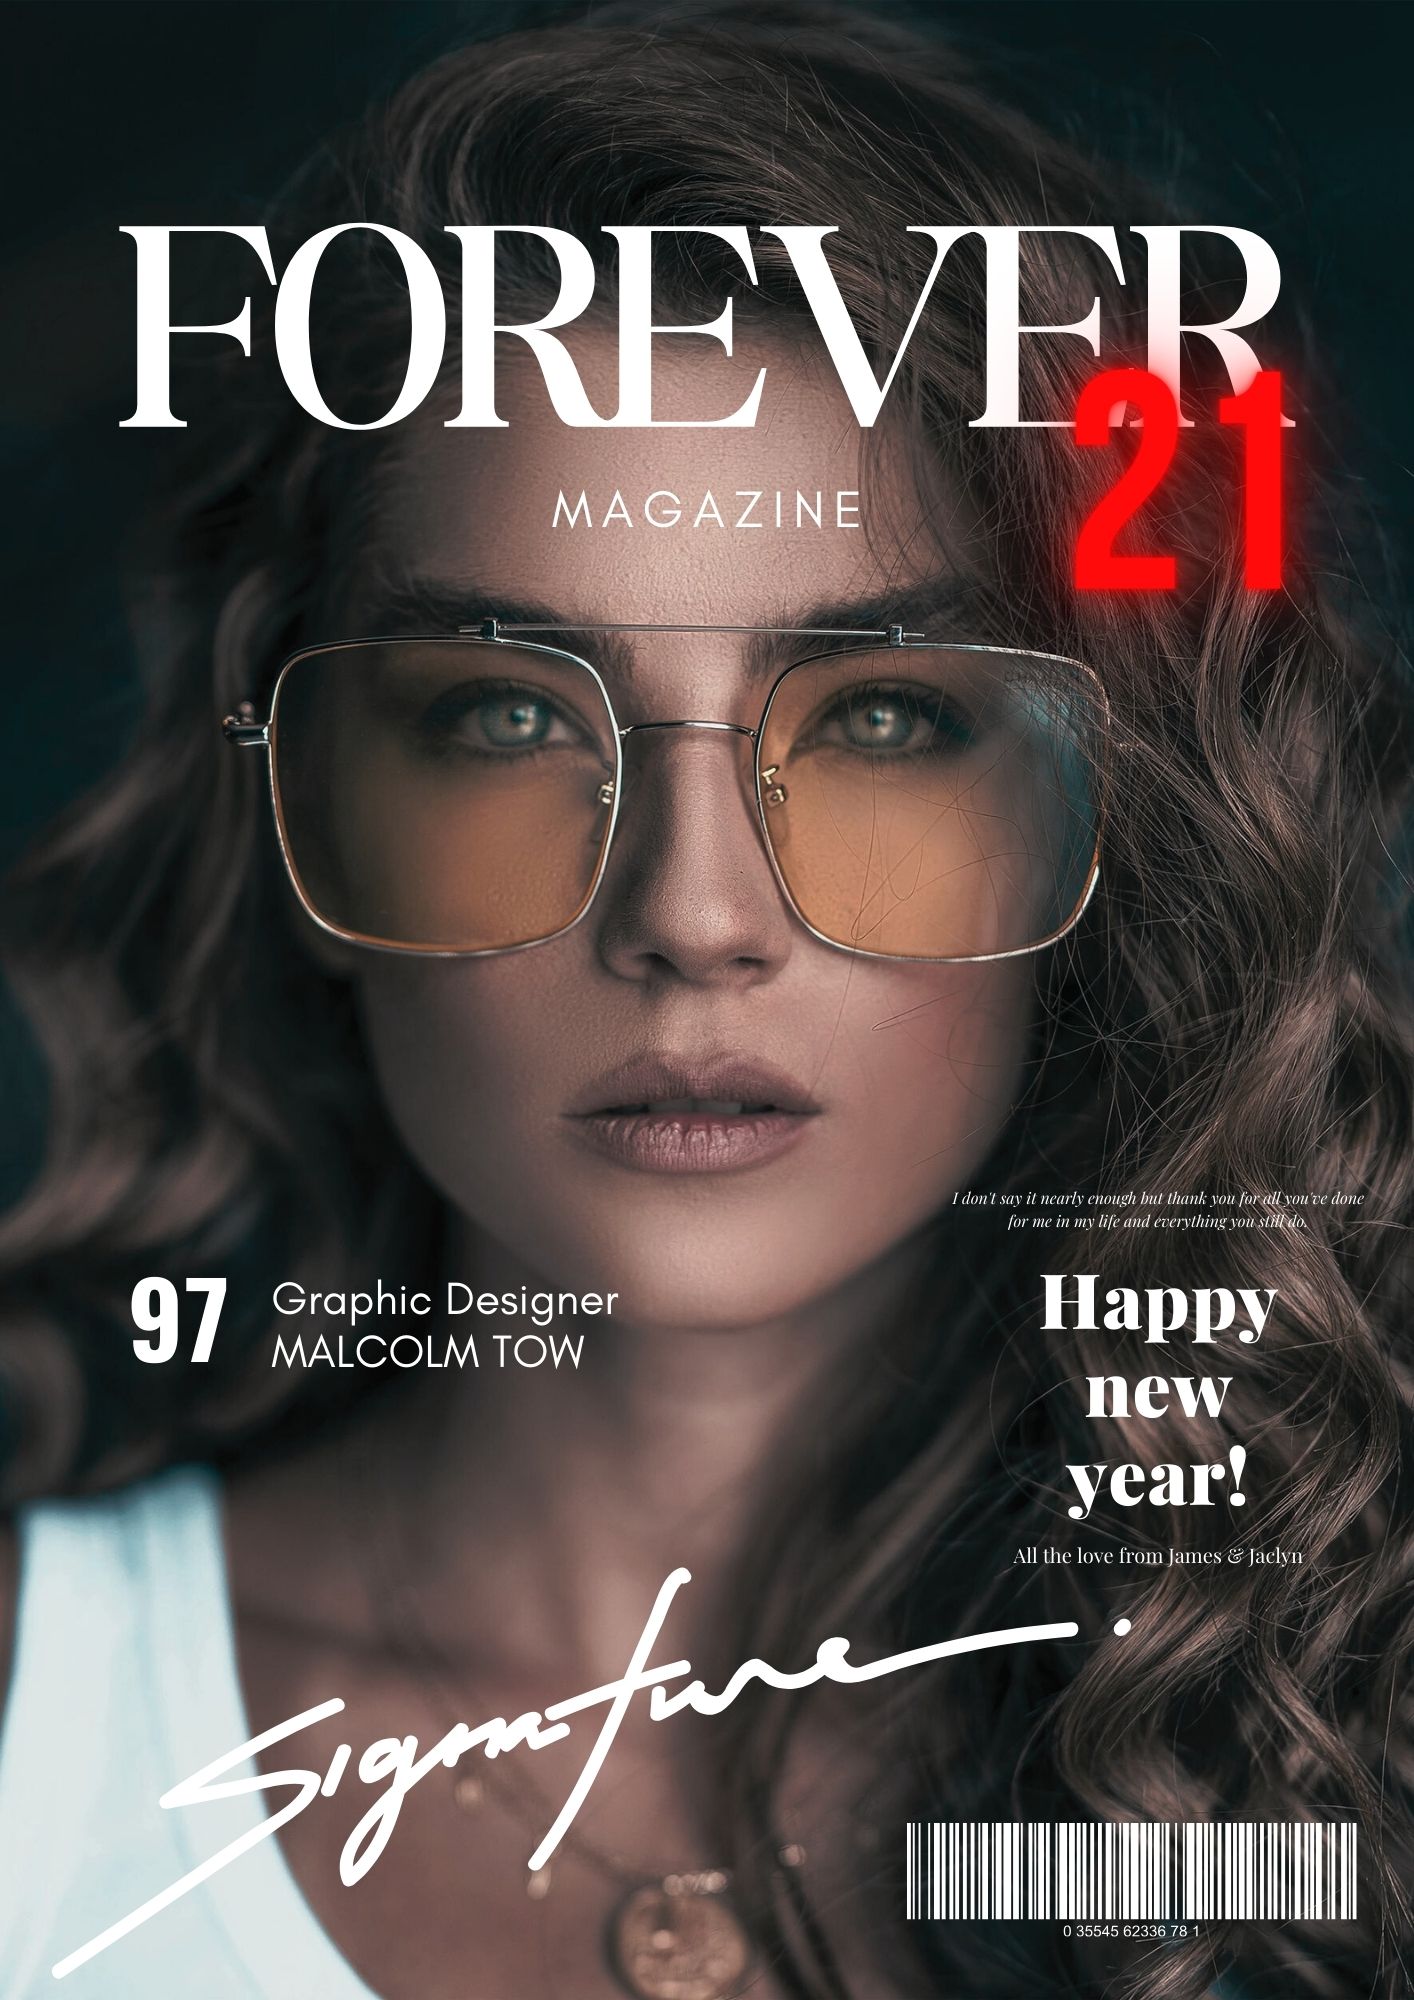 FOREVER
21
MAGAZINE
I don't say it nearly enough but thank you for all you've done
for me in my life and everything you still do.
97
Graphic Designer
MALCOLM TOW
Happy
new
year!
All the love from James & Jaclyn
Signature.
0 35545 62336 78 1